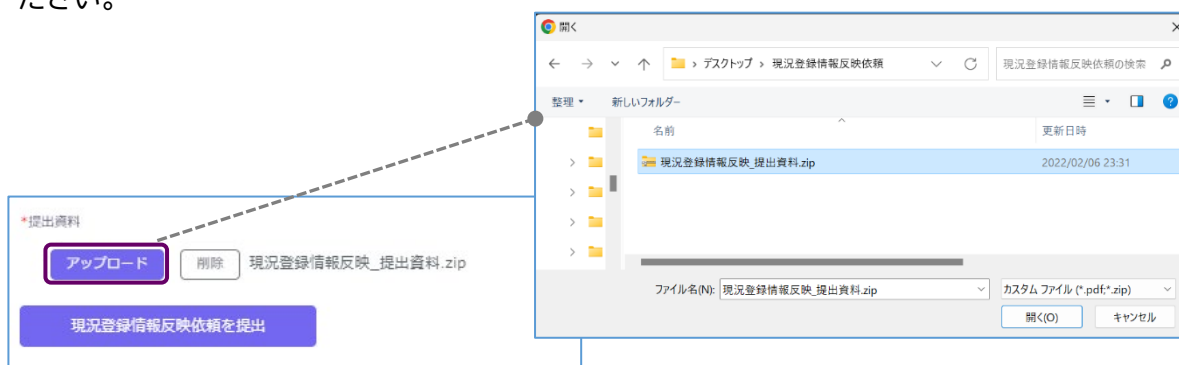 ださい。
開く
デスクトップ > 現況登録情報反映依頼
現況登録情報反映依頼の検索
整理
新しいフォルダー
名前
更新日時
現況登録情報反映_提出資料.zip
2022/02/06 23:31
ファイル名(N): 現況登録情報反映_提出資料.zip
カスタム ファイル (*.pdf;*.zip)
開く(O)
キャンセル
*提出資料
アップロード
削除
現況登録情報反映_提出資料.zip
現況登録情報反映依頼を提出